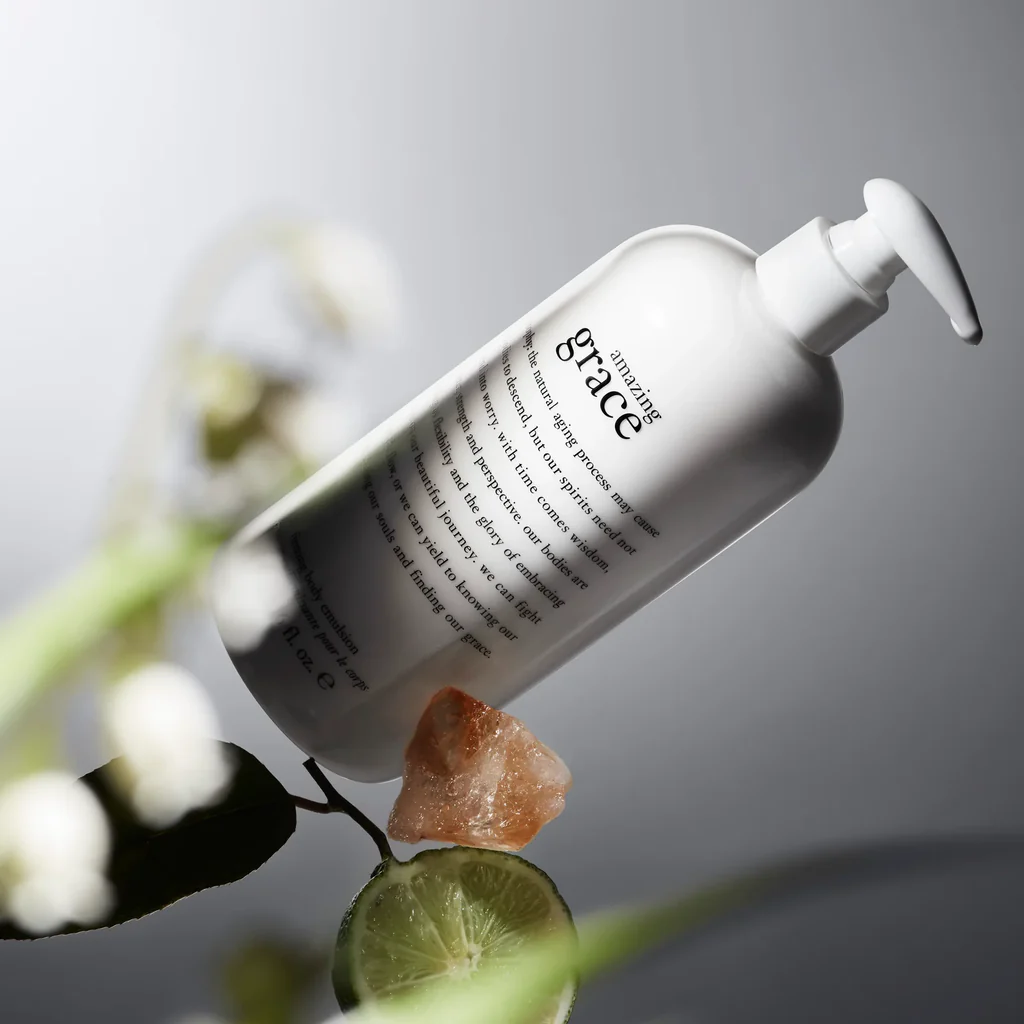 amazing
grace
the natural aging process may cause
to descend, but our spirits need not
into worry. with time comes wisdom,
and perspective. our bodies are
flexibility and the glory of embracing
beautiful journey. we can fight
or we can yield to knowing our
our souls and finding our grace.
body emulsion
pour le corps
fl. oz. e